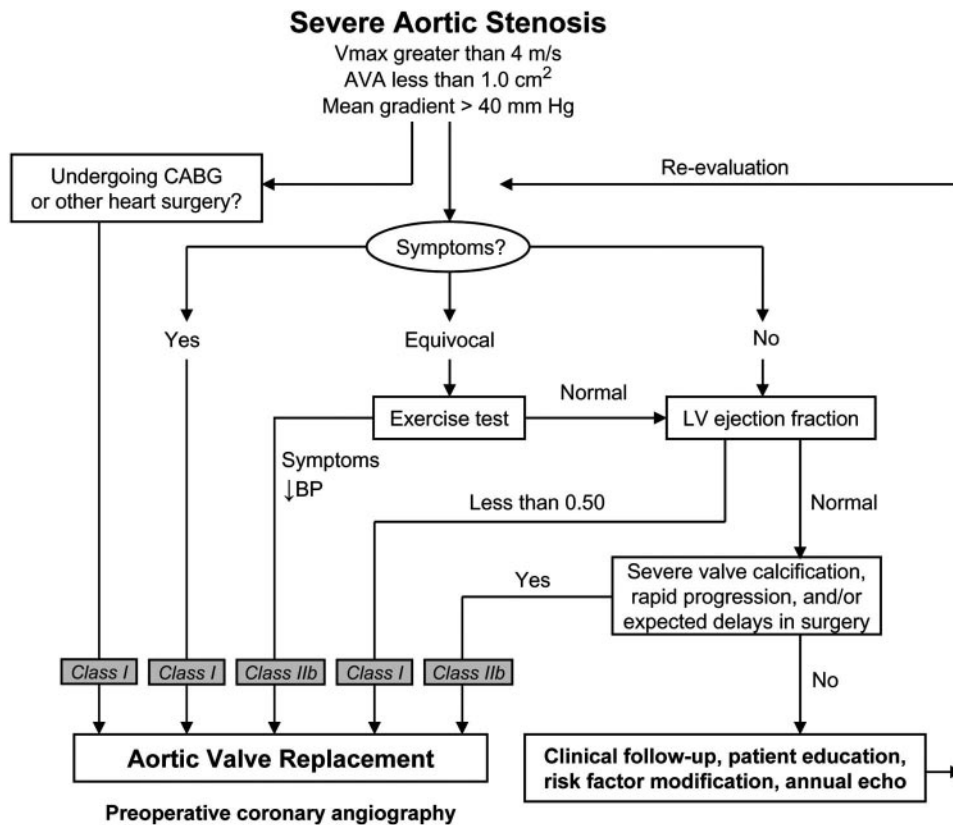 Severe Aortic Stenosis
Vmax greater than 4 m/s
AVA less than 1.0 cm²
Mean gradient > 40 mm Hg
Undergoing CABG
or other heart surgery?
Re-evaluation
Symptoms?
Yes
Equivocal
No
Exercise test
Normal
LV ejection fraction
Symptoms
↓BP
Less than 0.50
Normal
Yes
Severe valve calcification,
rapid progression, and/or
expected delays in surgery
Class I
Class I
Class IIb
Class I
Class IIb
No
Aortic Valve Replacement
Clinical follow-up, patient education,
risk factor modification, annual echo
Preoperative coronary angiography